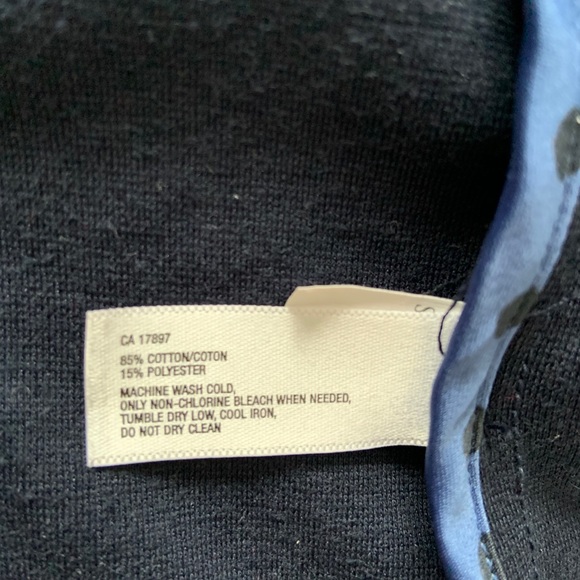 CA 17897
85% COTTON/COTON
15% POLYESTER
MACHINE WASH COLD,
ONLY NON-CHLORINE BLEACH WHEN NEEDED,
TUMBLE DRY LOW, COOL IRON,
DO NOT DRY CLEAN
S